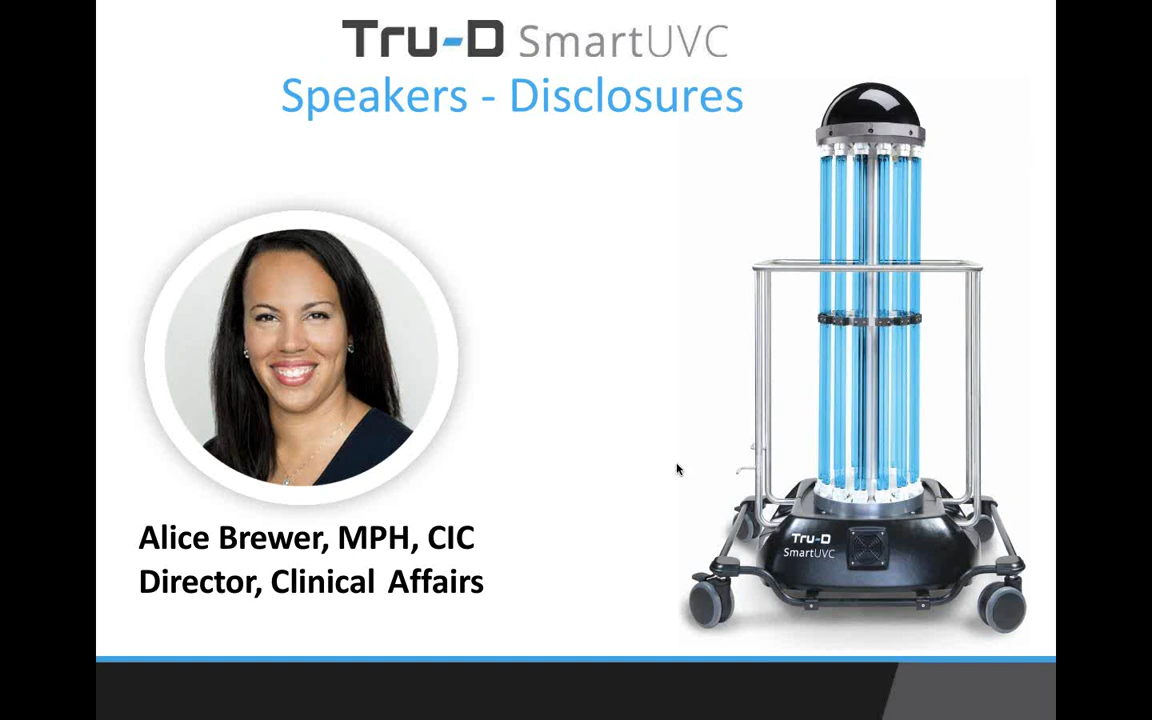 Tru-D SmartUVC
Speakers - Disclosures
Alice Brewer, MPH, CIC
Director, Clinical Affairs
Tru-D
SmartUVC